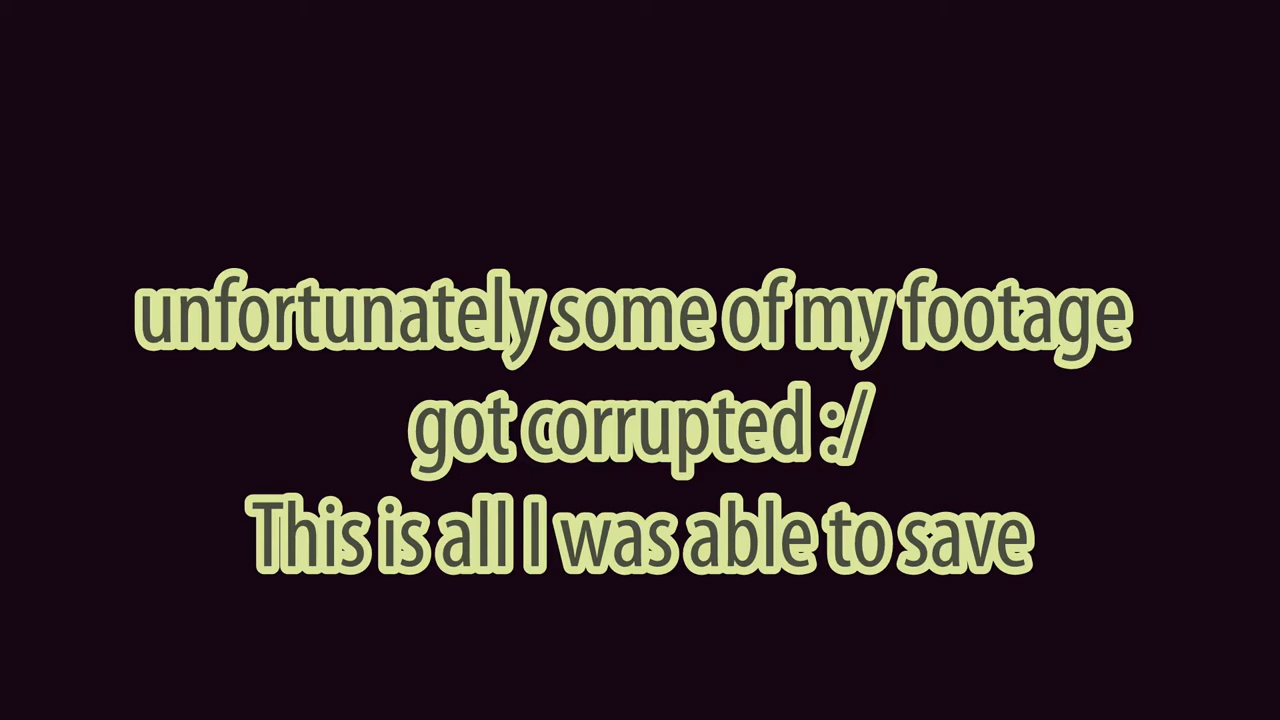 unfortunately some of my footage
got corrupted :/
This is all I was able to save